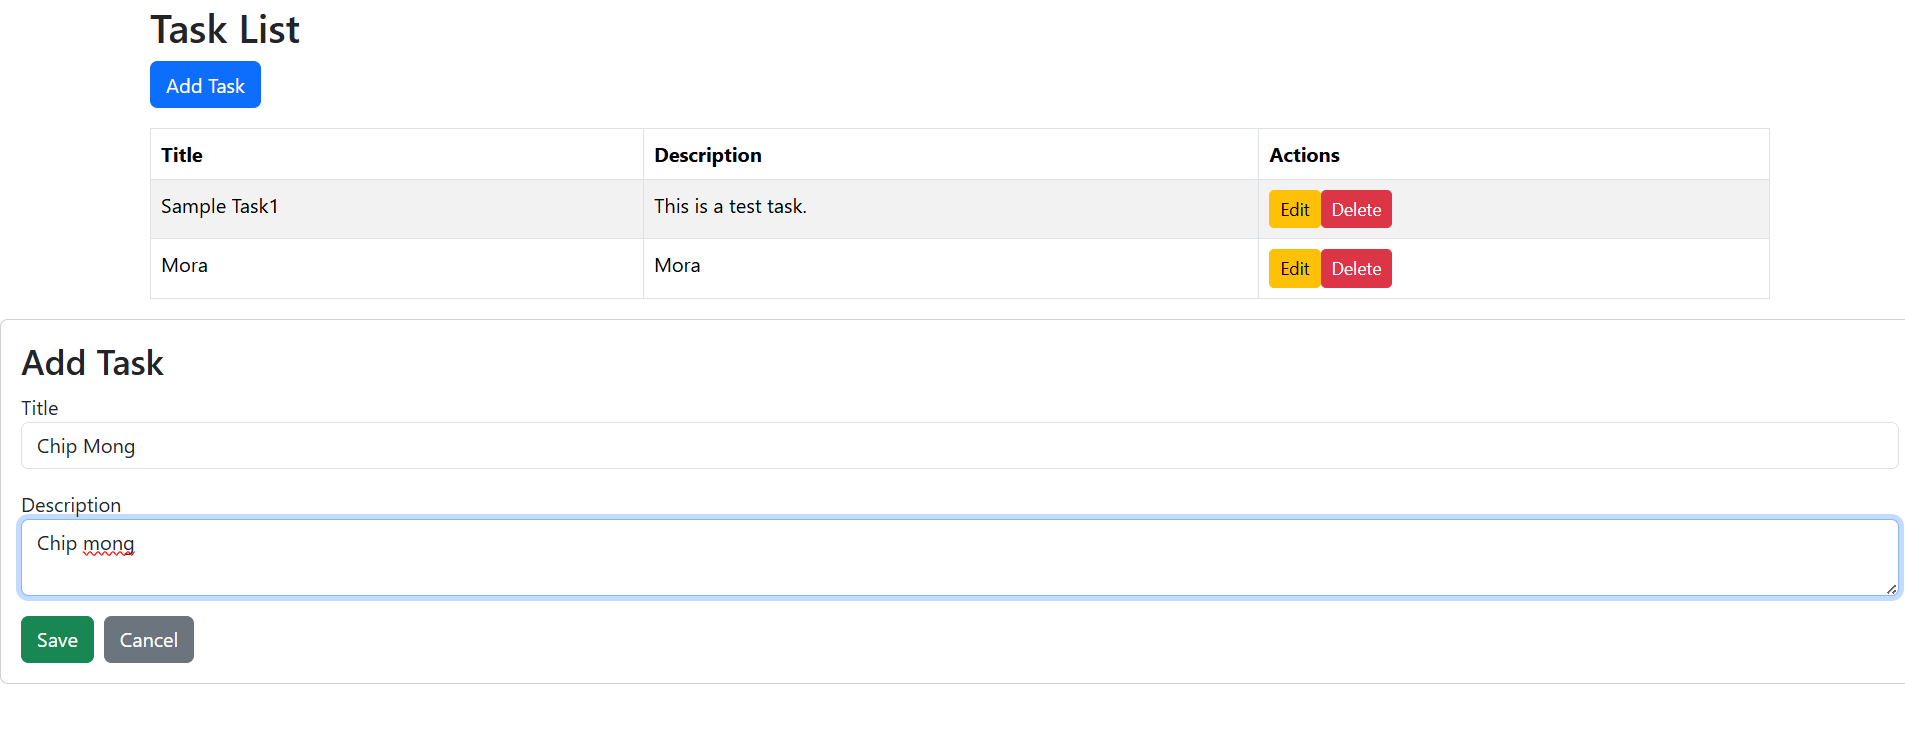 Task List
Add Task
Title Description Actions
Sample Task1 This is a test task. Edit Delete
Mora Mora Edit Delete
Add Task
Title
Chip Mong
Description
Chip mong
Save Cancel